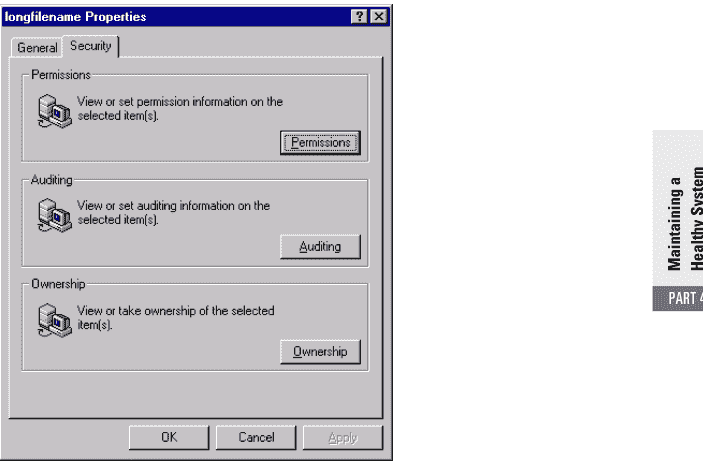 longfilename Properties
General Security
Permissions
View or set permission information on the
selected item(s).
Permissions
Auditing
View or set auditing information on the
selected item(s).
Auditing
Ownership
View or take ownership of the selected
item(s).
Ownership
OK Cancel Apply
Maintaining a
Healthy System
PART 4